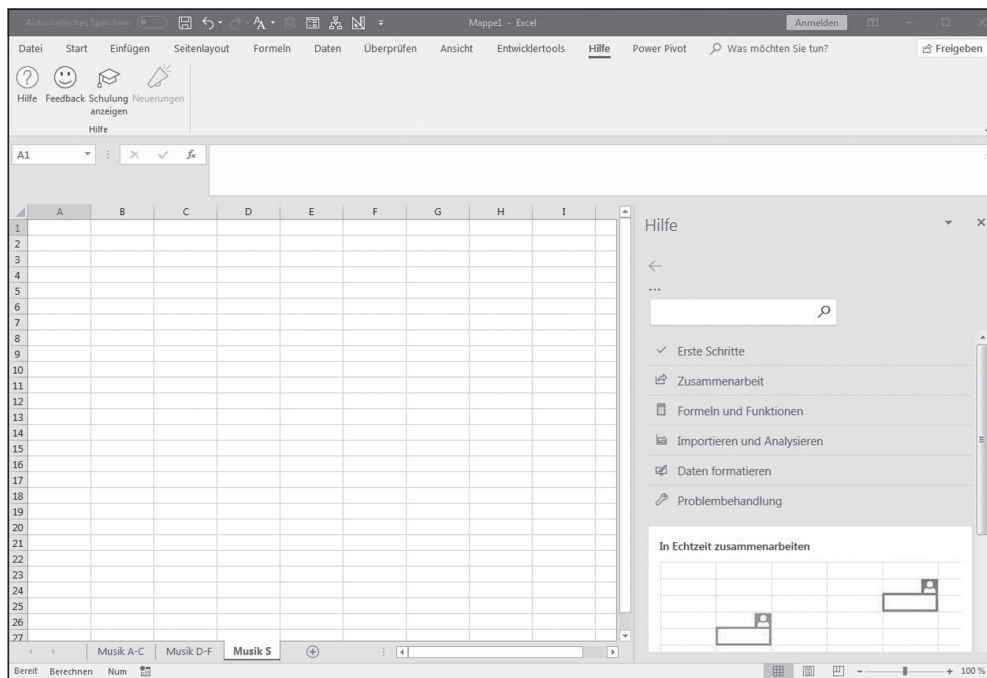 Automatisches Speichern
Mappe1 - Excel
Anmelden
Datei Start Einfügen Seitenlayout Formeln Daten Überprüfen Ansicht Entwicklertools Hilfe Power Pivot Was möchten Sie tun? Freigeben
Hilfe Feedback Schulung anzeigen Neuerungen
Hilfe
A1 fx
A B C D E F G H I
1
2
3
4
5
6
7
8
9
10
11
12
13
14
15
16
17
18
19
20
21
22
23
24
25
26
27
Hilfe
...
Erste Schritte
Zusammenarbeit
Formeln und Funktionen
Importieren und Analysieren
Daten formatieren
Problembehandlung
In Echtzeit zusammenarbeiten
Musik A-C Musik D-F Musik S
Bereit Berechnen Num 100 %